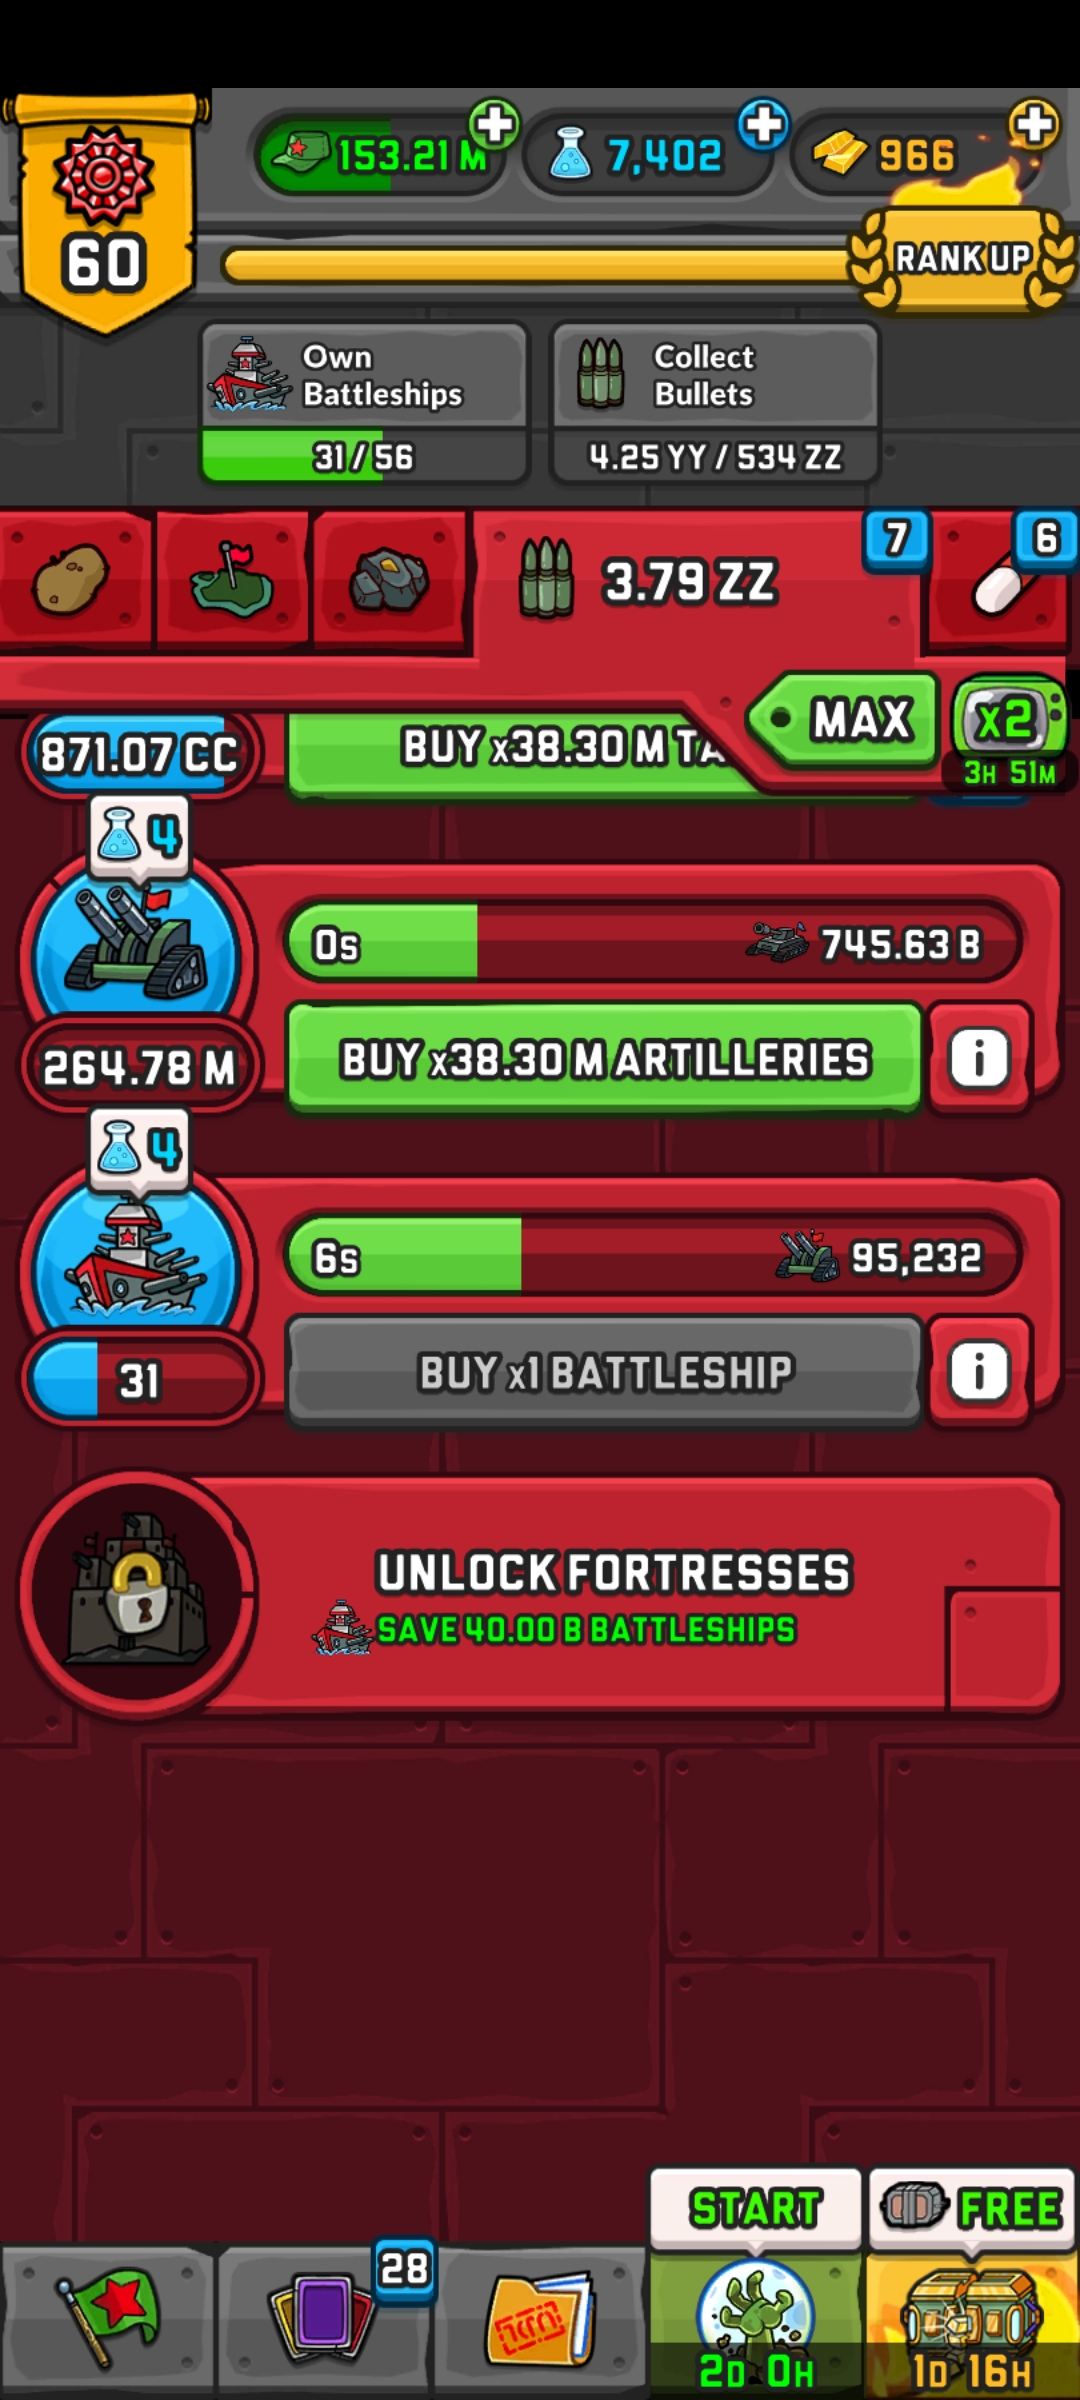 153.21 M
7,402
966
60
RANK UP
Own
Battleships
31 / 56
Collect
Bullets
4.25 YY / 534 ZZ
3.79 ZZ
7
6
MAX
x2
3H 51M
871.07 CC
BUY x38.30 M TA
4
0s
745.63 B
264.78 M
BUY x38.30 M ARTILLERIES
i
4
6s
95,232
31
BUY x1 BATTLESHIP
i
UNLOCK FORTRESSES
SAVE 40.00 B BATTLESHIPS
START
FREE
28
2D 0H
1D 16H